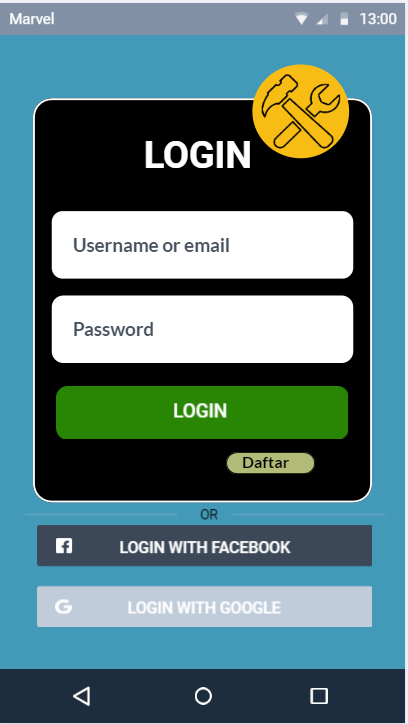 Marvel 13:00
LOGIN
Username or email
Password
LOGIN
Daftar
OR
LOGIN WITH FACEBOOK
G LOGIN WITH GOOGLE